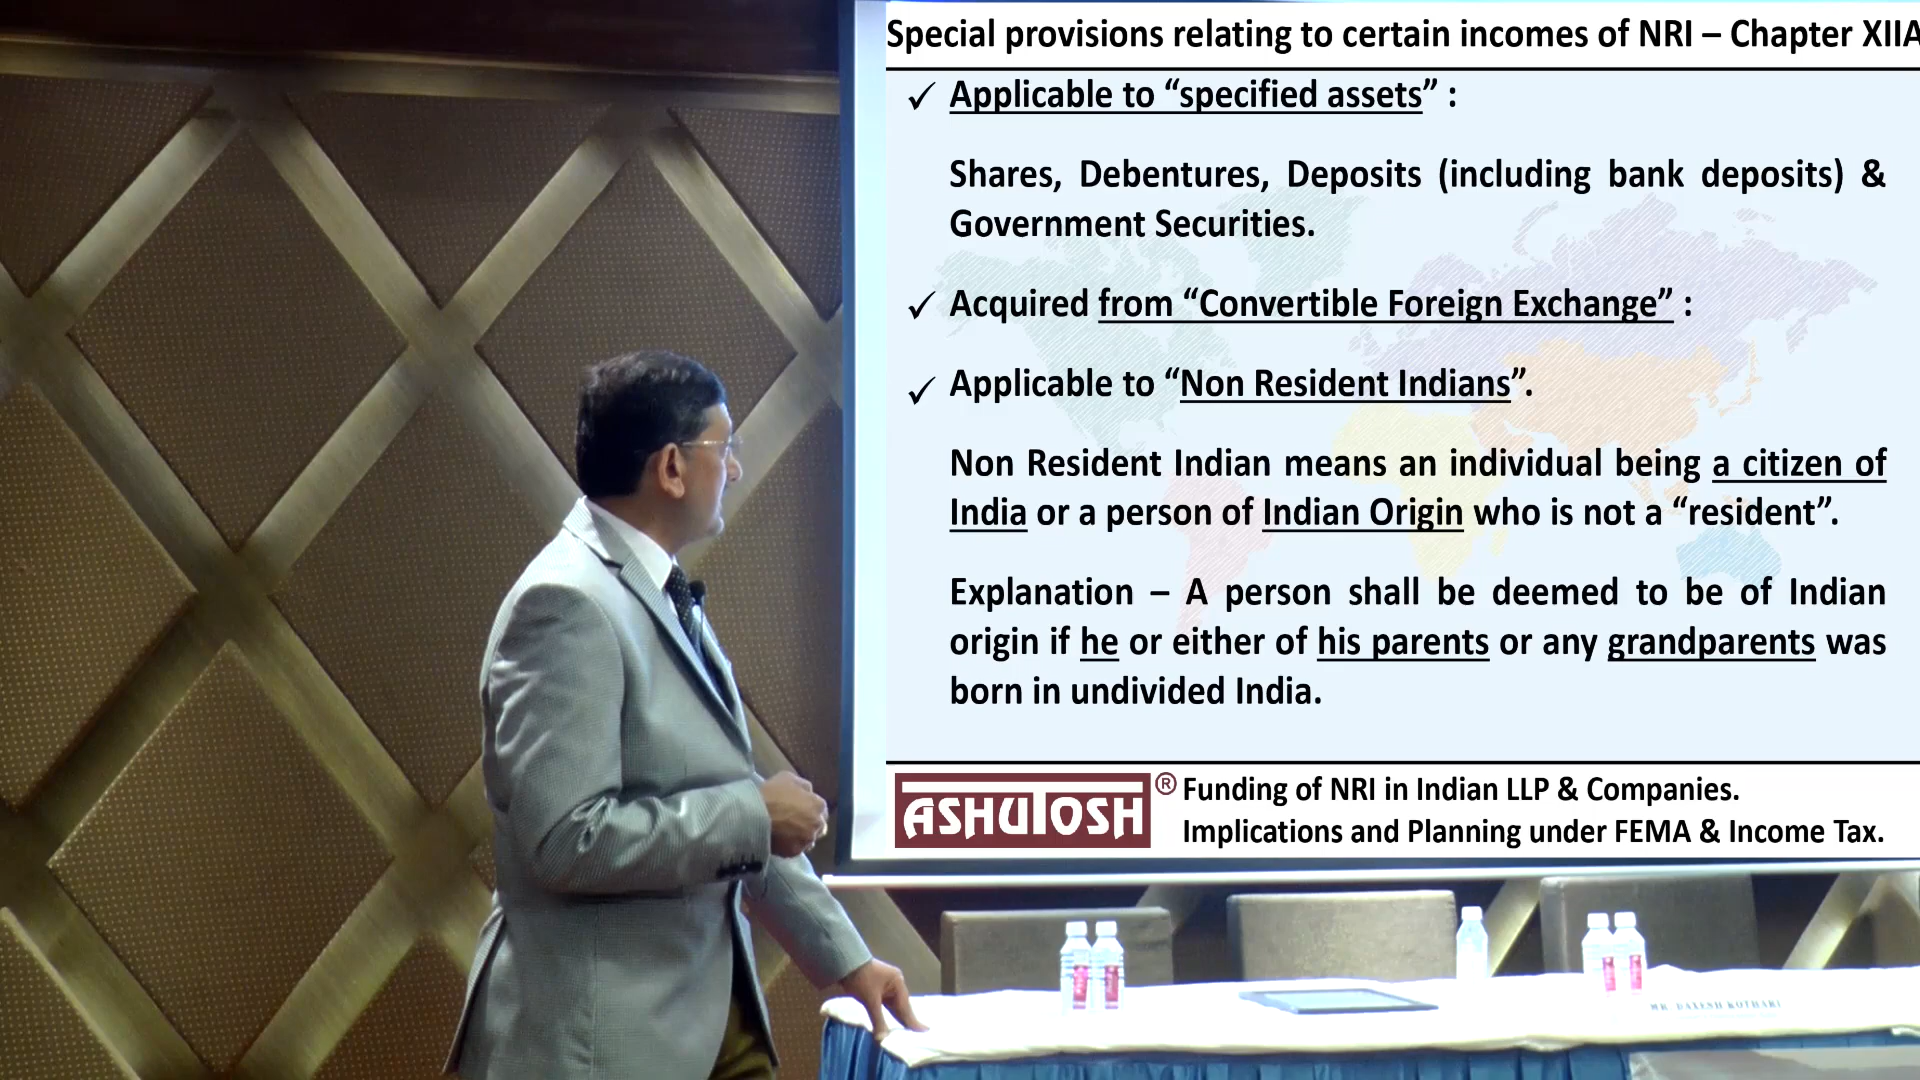 Special provisions relating to certain incomes of NRI – Chapter XIIA
✓ Applicable to “specified assets” :
Shares, Debentures, Deposits (including bank deposits) &
Government Securities.
✓ Acquired from “Convertible Foreign Exchange” :
✓ Applicable to “Non Resident Indians”.
Non Resident Indian means an individual being a citizen of
India or a person of Indian Origin who is not a “resident”.
Explanation – A person shall be deemed to be of Indian
origin if he or either of his parents or any grandparents was
born in undivided India.
ASHUTOSH ® Funding of NRI in Indian LLP & Companies.
Implications and Planning under FEMA & Income Tax.
MR. DAXESH KOTHARI